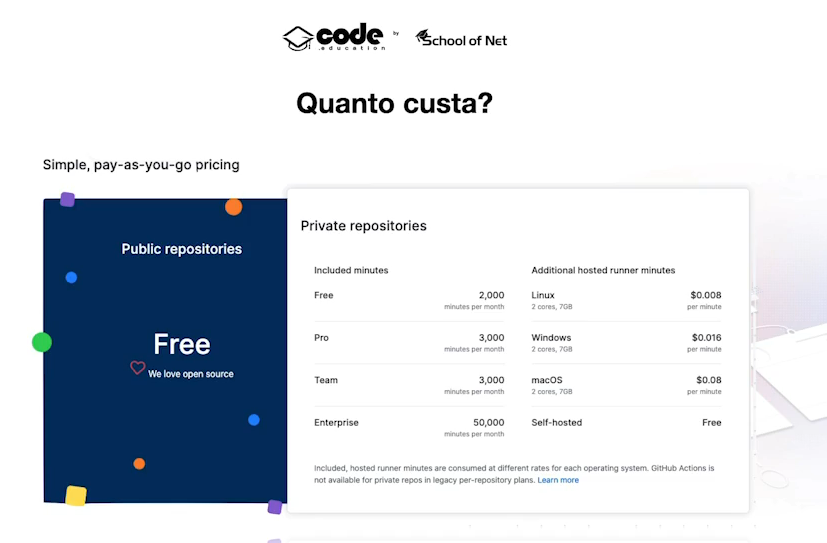 code
.education
by
School of Net
Quanto custa?
Simple, pay-as-you-go pricing
Public repositories
Free
We love open source
Private repositories
Included minutes
Free
2,000
minutes per month
Pro
3,000
minutes per month
Team
3,000
minutes per month
Enterprise
50,000
minutes per month
Additional hosted runner minutes
Linux
$0.008
2 cores, 7GB
per minute
Windows
$0.016
2 cores, 7GB
per minute
macOS
$0.08
2 cores, 7GB
per minute
Self-hosted
Free
Included, hosted runner minutes are consumed at different rates for each operating system. GitHub Actions is
not available for private repos in legacy per-repository plans. Learn more